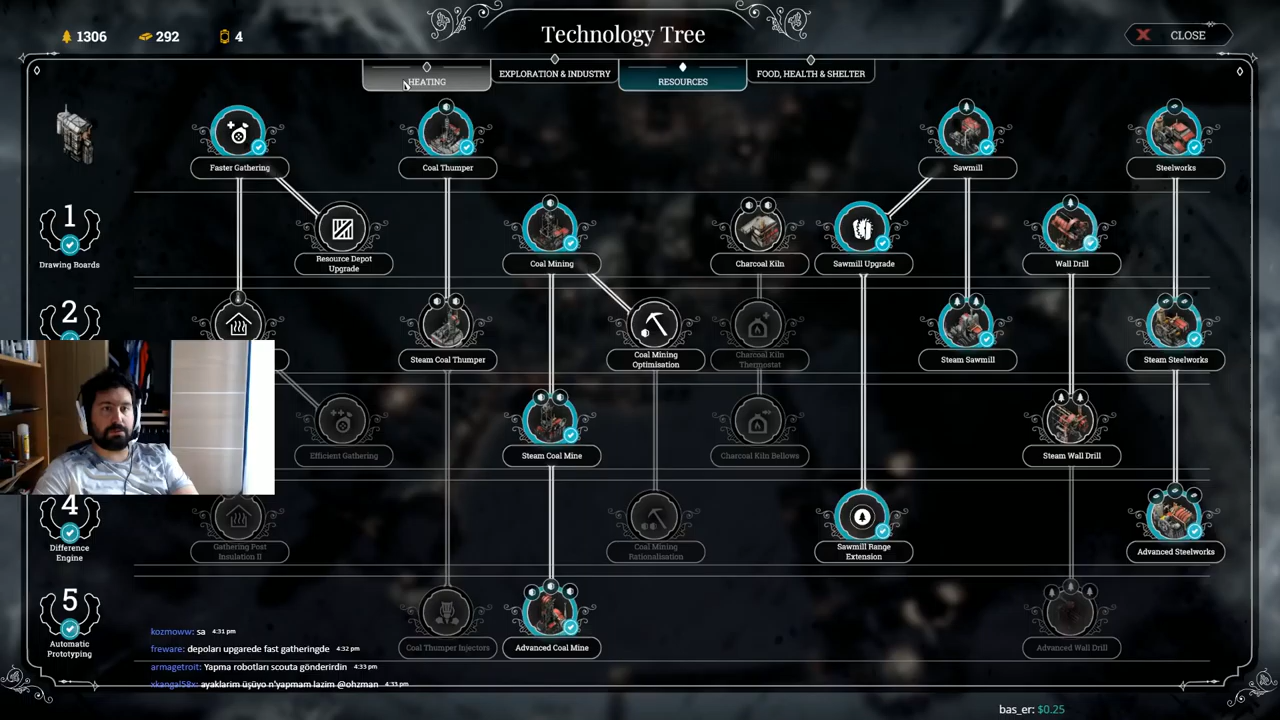 1306
292
4
Technology Tree
CLOSE
HEATING
EXPLORATION & INDUSTRY
RESOURCES
FOOD, HEALTH & SHELTER
Faster Gathering
Coal Thumper
Sawmill
Steelworks
1
Drawing Boards
Resource Depot
Upgrade
Coal Mining
Charcoal Kiln
Sawmill Upgrade
Wall Drill
2
Steam Coal Thumper
Coal Mining
Optimisation
Charcoal Kiln
Thermostat
Steam Sawmill
Steam Steelworks
Efficient Gathering
Steam Coal Mine
Charcoal Kiln Bellows
Steam Wall Drill
4
Difference
Engine
Gathering Post
Insulation II
Coal Mining
Rationalisation
Sawmill Range
Extension
Advanced Steelworks
5
Automatic
Prototyping
Coal Thumper Injectors
Advanced Coal Mine
Advanced Wall Drill
kozmoww: sa 4:31 pm
freware: depoları upgarede fast gatheringde 4:32 pm
armagetroit: Yapma robotları scouta gönderirdin 4:33 pm
xkangal58x: ayaklarim üşüyo n'yapmam lazim @ohzman 4:33 pm
bas_er: $0.25